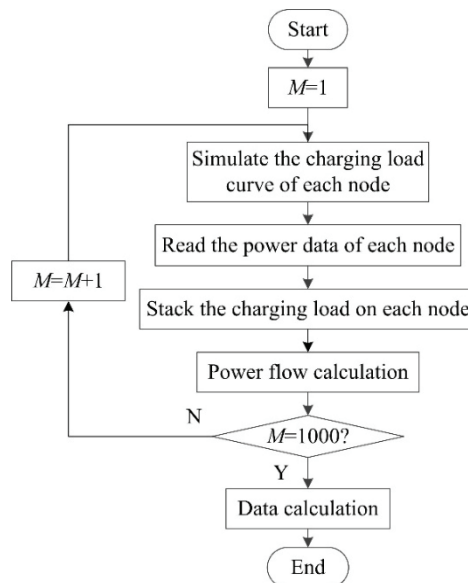 Start
M=1
Simulate the charging load
curve of each node
Read the power data of each node
M=M+1
Stack the charging load on each node
Power flow calculation
N
M=1000?
Y
Data calculation
End